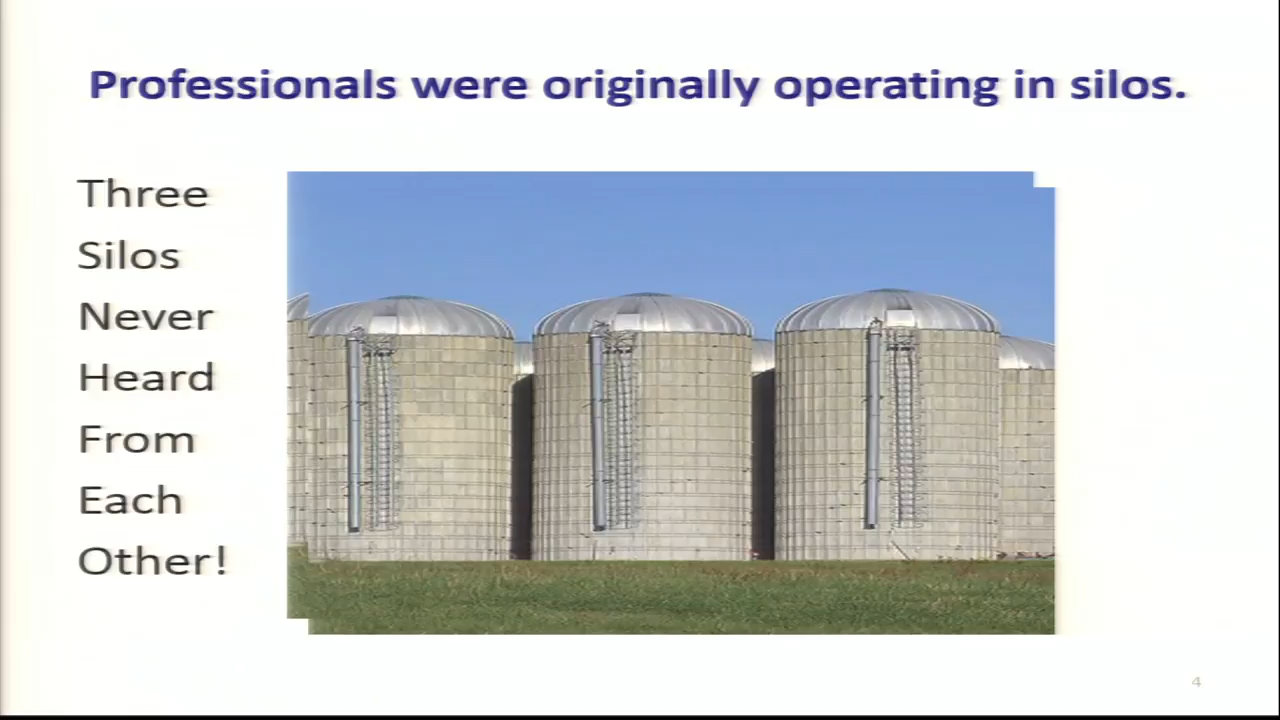 Professionals were originally operating in silos.
Three
Silos
Never
Heard
From
Each
Other!
4